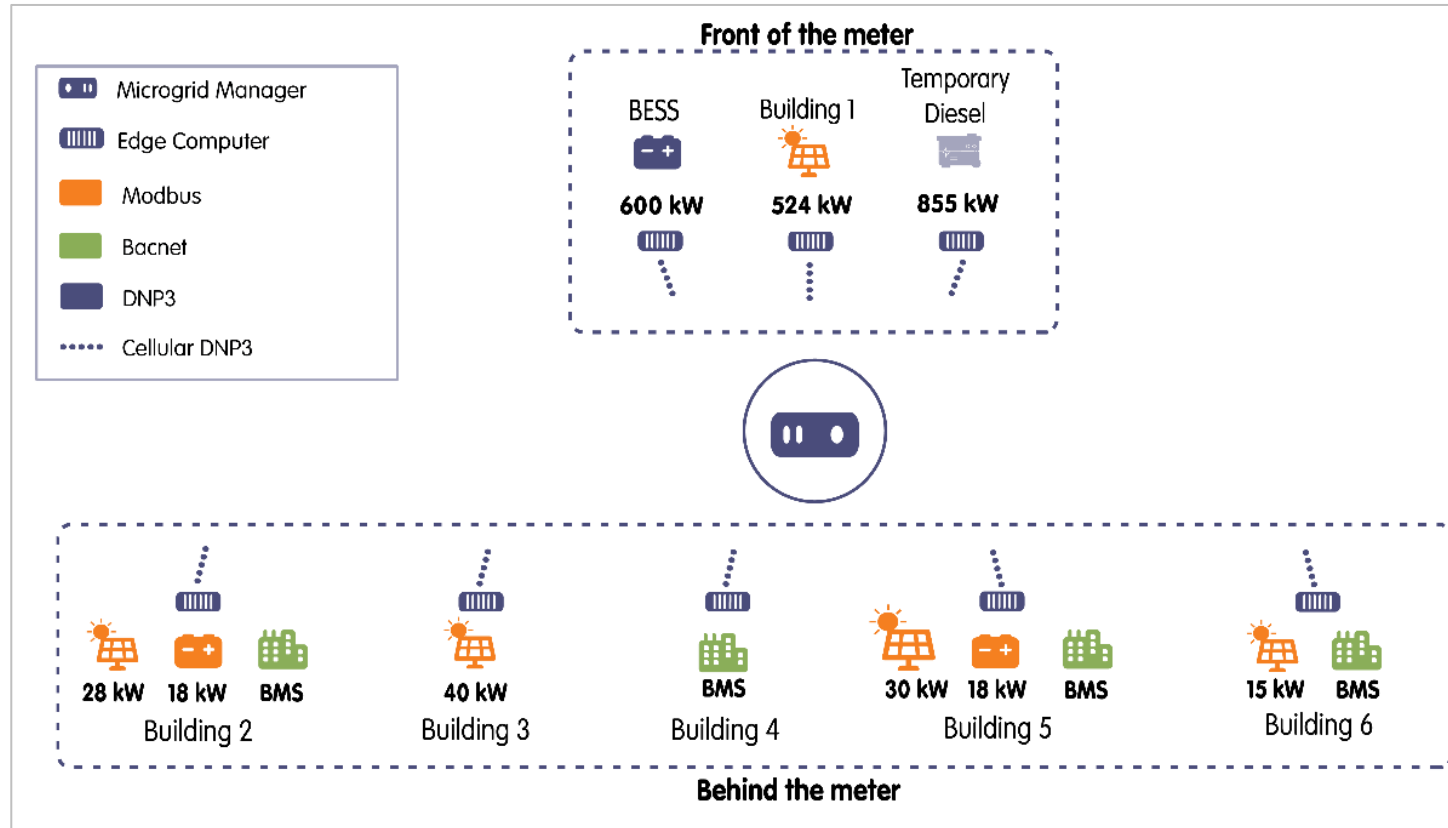 Front of the meter
Microgrid Manager
Edge Computer
Modbus
Bacnet
DNP3
Cellular DNP3
BESS
600 kW
Building 1
524 kW
Temporary
Diesel
855 kW
28 kW 18 kW BMS
Building 2
40 kW
Building 3
BMS
Building 4
30 kW 18 kW BMS
Building 5
15 kW BMS
Building 6
Behind the meter